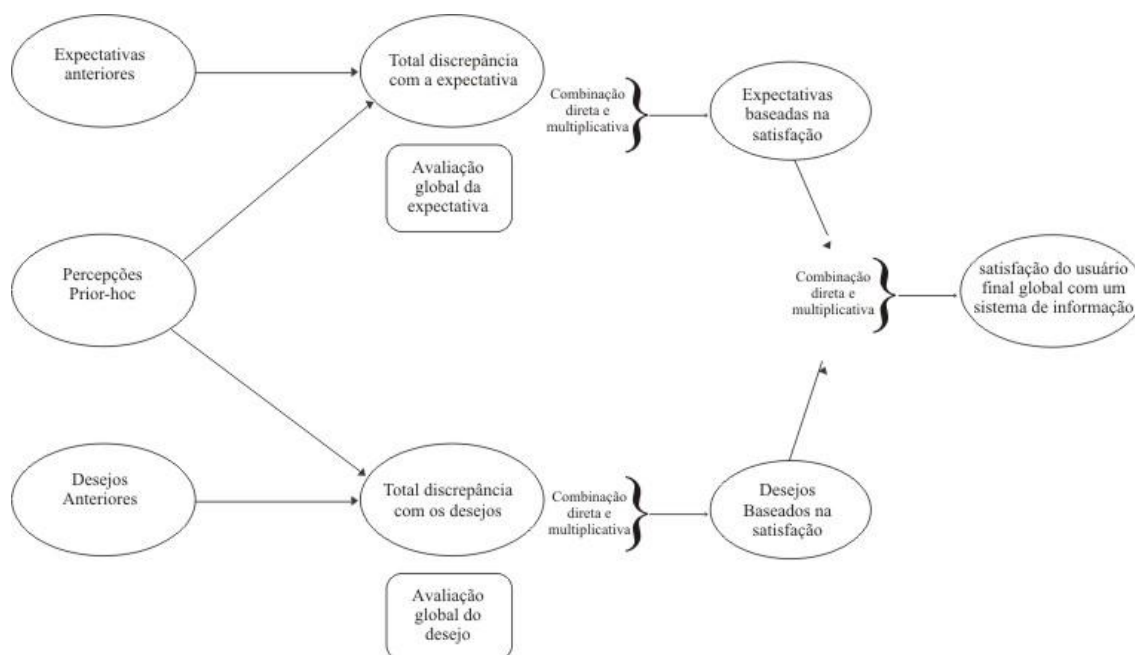 Expectativas
anteriores
Total discrepância
com a expectativa
Combinação
direta e
multiplicativa
Expectativas
baseadas na
satisfação
Avaliação
global da
expectativa
Percepções
Prior-hoc
Combinação
direta e
multiplicativa
satisfação do usuário
final global com um
sistema de informação
Desejos
Anteriores
Total discrepância
com os desejos
Combinação
direta e
multiplicativa
Desejos
Baseados na
satisfação
Avaliação
global do
desejo